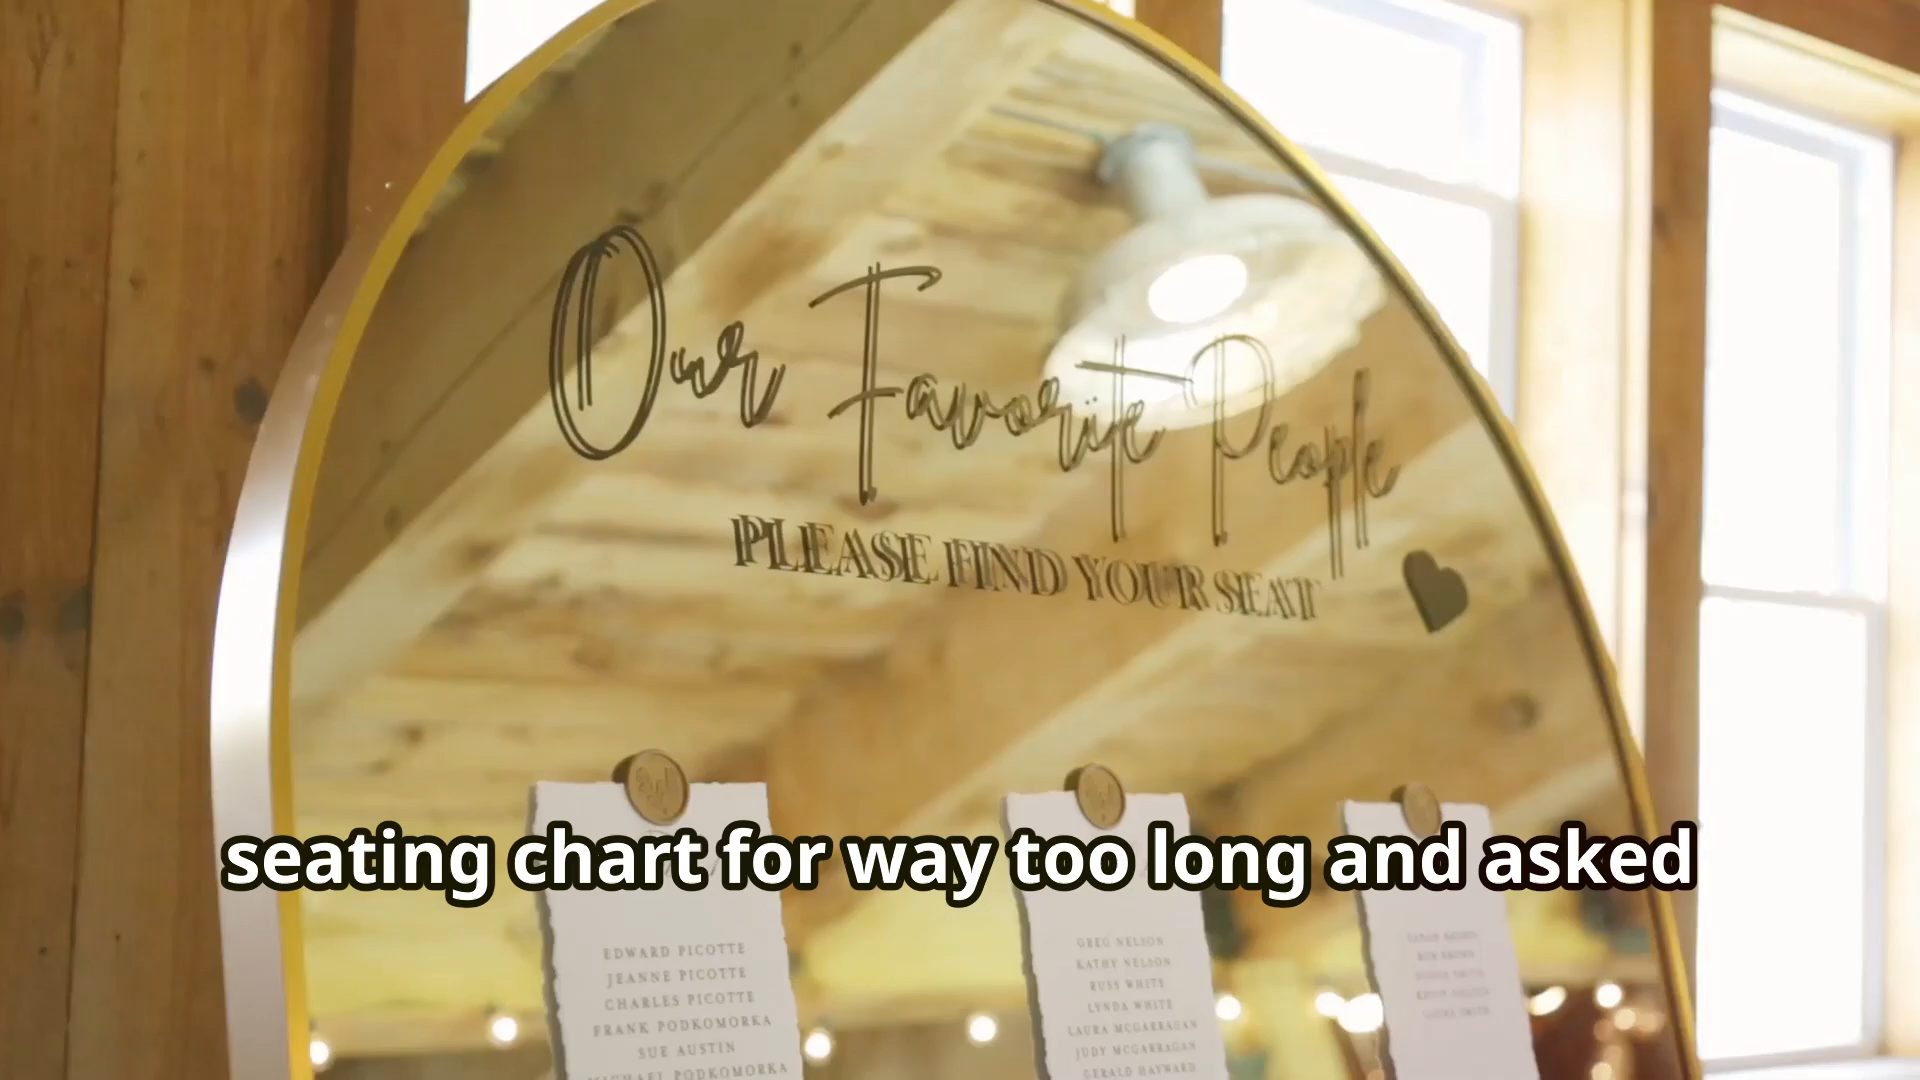 Our Favorite People
PLEASE FIND YOUR SEAT
seating chart for way too long and asked
EDWARD PICOTTE
JEANNE PICOTTE
CHARLES PICOTTE
FRANK PODKOMORKA
SUE AUSTIN
MICHAEL PODKOMORKA
GREG NELSON
KATHY NELSON
RUSS WHITE
LYNDA WHITE
LAURA MCGARRAGAN
JUDY MCGARRAGAN
GERALD HAYWARD